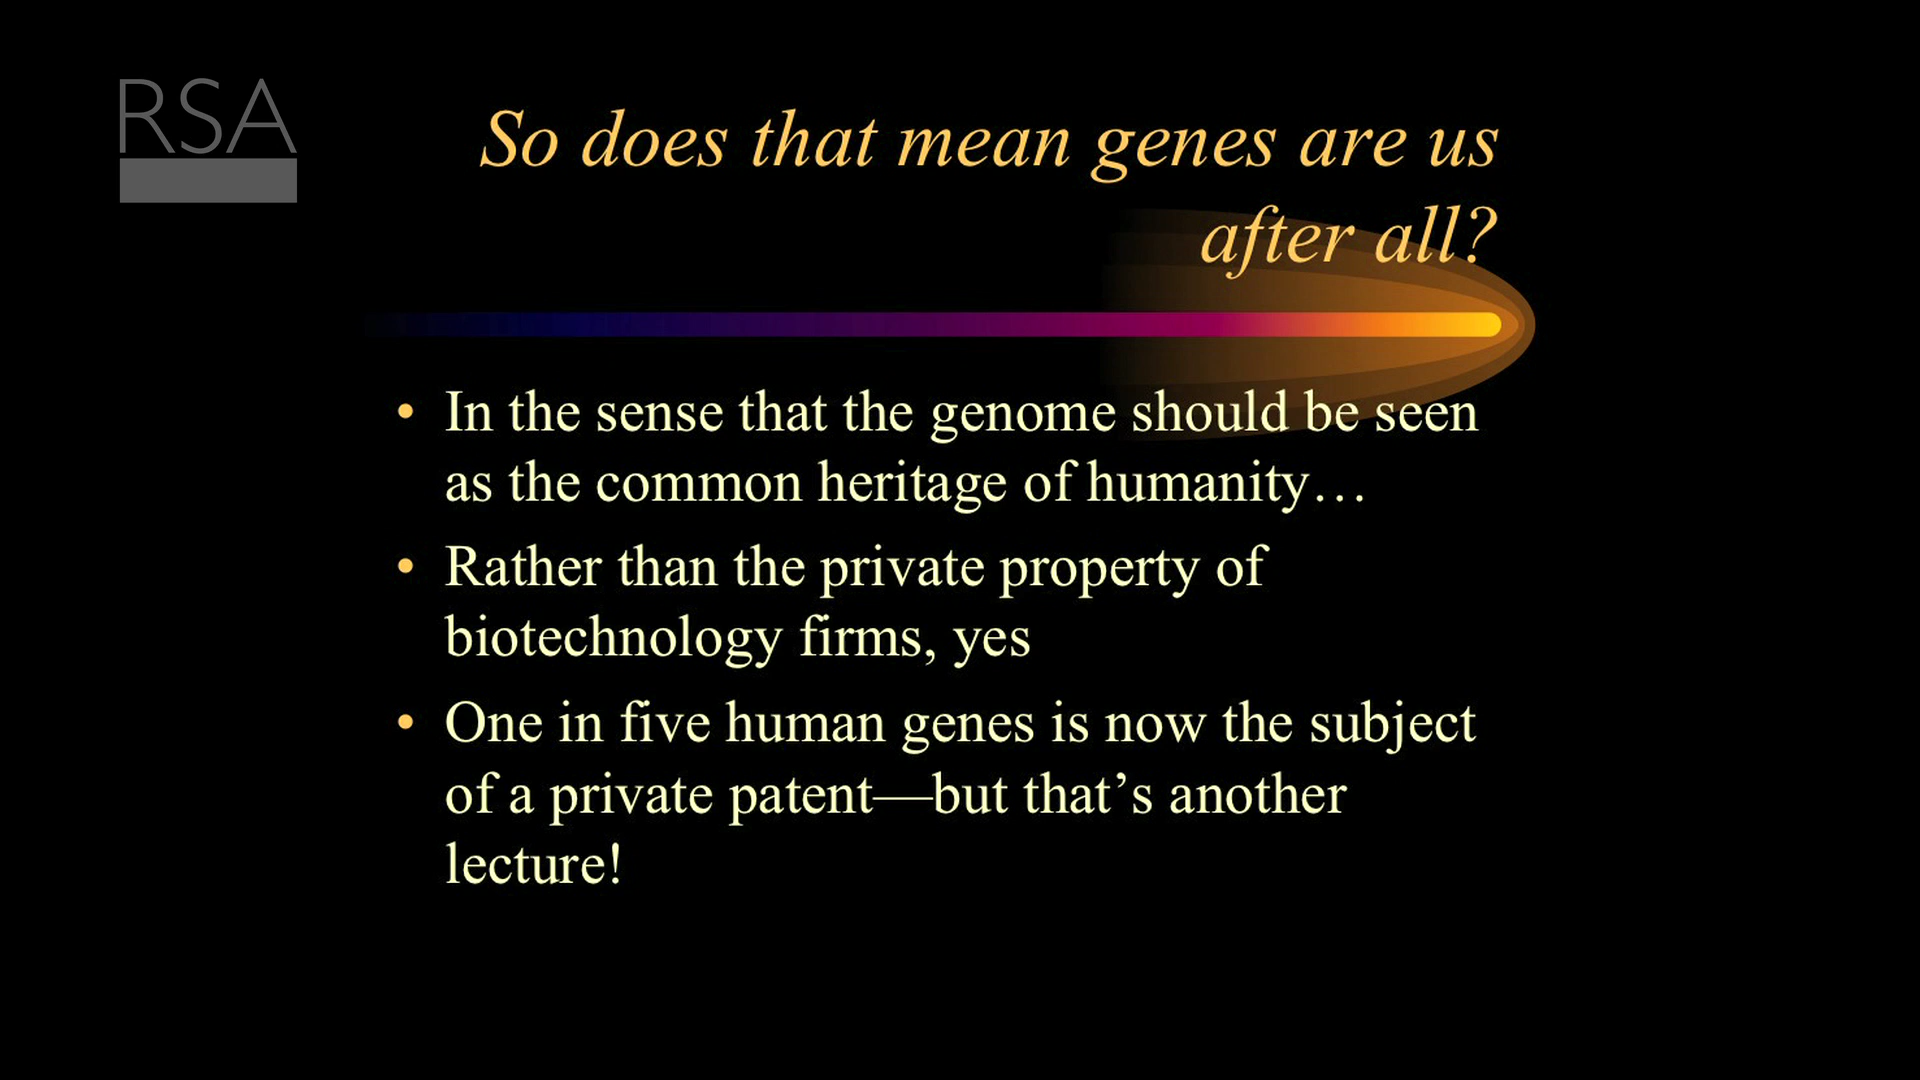 RSA
So does that mean genes are us
after all?
• In the sense that the genome should be seen
as the common heritage of humanity…
• Rather than the private property of
biotechnology firms, yes
• One in five human genes is now the subject
of a private patent—but that’s another
lecture!